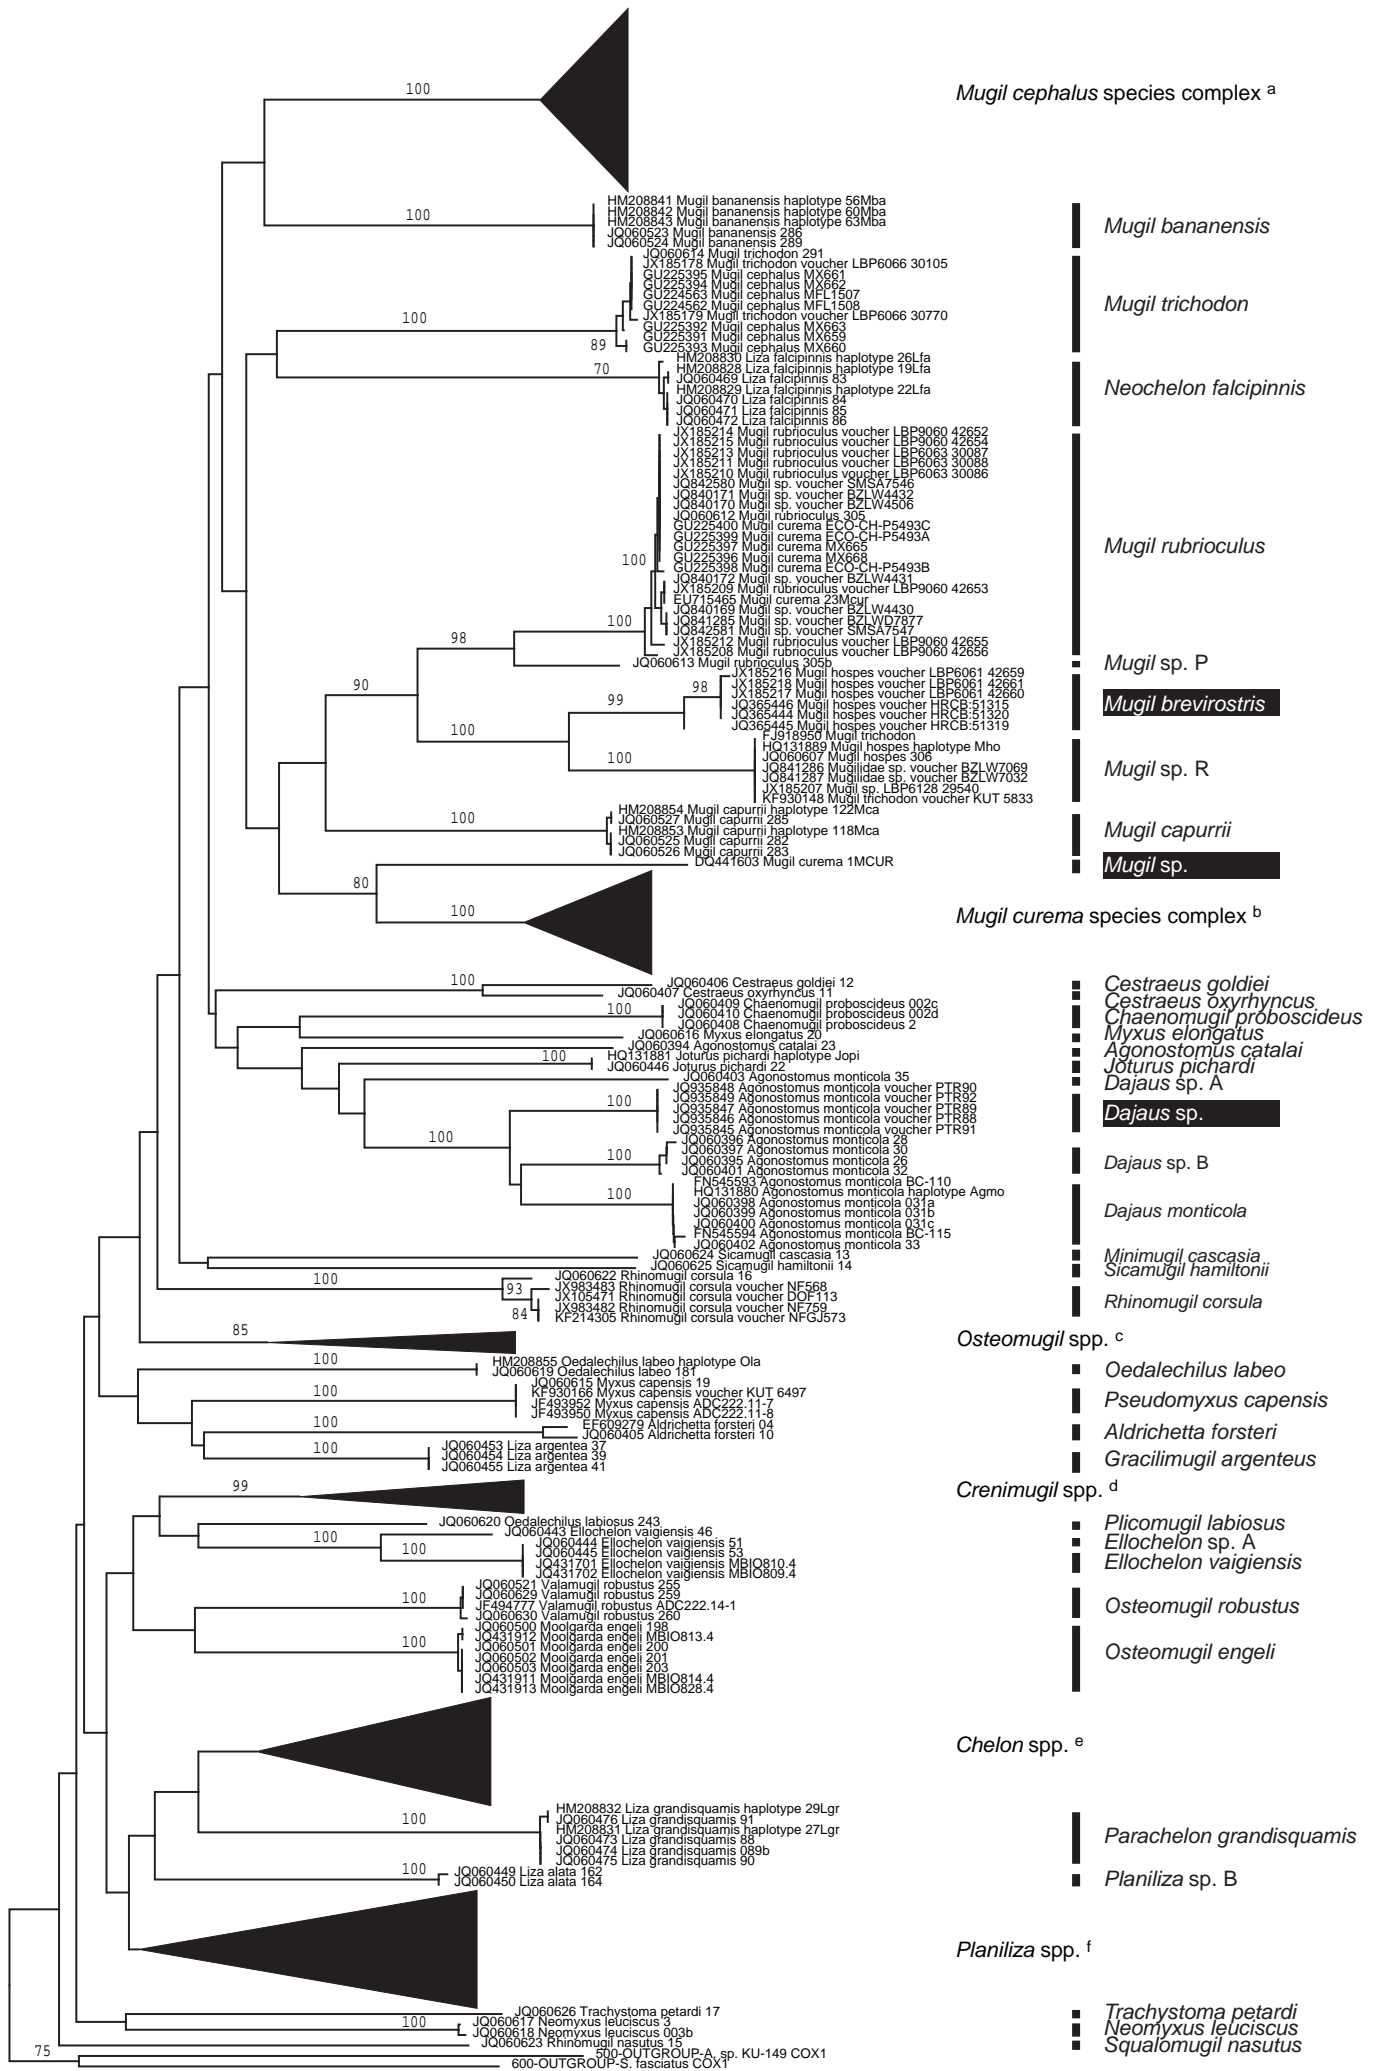 100
Mugil cephalus species complex a
HM208841 Mugil bananensis haplotype 56Mba
HM208842 Mugil bananensis haplotype 60Mba
HM208843 Mugil bananensis haplotype 63Mba
JQ060523 Mugil bananensis 286
JQ060524 Mugil bananensis 289
100
Mugil bananensis
JQ060614 Mugil trichodon 291
JX185178 Mugil trichodon voucher LBP6066 30105
GU225395 Mugil cephalus MX661
GU225394 Mugil cephalus MX662
GU224563 Mugil cephalus MFL1507
GU224562 Mugil cephalus MFL1508
JX185179 Mugil trichodon voucher LBP6066 30770
GU225392 Mugil cephalus MX663
GU225391 Mugil cephalus MX659
GU225393 Mugil cephalus MX660
100
89
Mugil trichodon
HM208830 Liza falcipinnis haplotype 26Lfa
HM208828 Liza falcipinnis haplotype 19Lfa
JQ060469 Liza falcipinnis 83
HM208829 Liza falcipinnis haplotype 22Lfa
JQ060470 Liza falcipinnis 84
JQ060471 Liza falcipinnis 85
JQ060472 Liza falcipinnis 86
70
Neochelon falcipinnis
JX185214 Mugil rubrioculus voucher LBP9060 42652
JX185215 Mugil rubrioculus voucher LBP9060 42654
JX185213 Mugil rubrioculus voucher LBP6063 30087
JX185211 Mugil rubrioculus voucher LBP6063 30088
JX185210 Mugil rubrioculus voucher LBP6063 30086
JQ842580 Mugil sp. voucher SMSA7546
JQ840171 Mugil sp. voucher BZLW4432
JQ840170 Mugil sp. voucher BZLW4506
JQ060612 Mugil rubrioculus 305
GU225400 Mugil curema ECO-CH-P5493C
GU225399 Mugil curema ECO-CH-P5493A
GU225397 Mugil curema MX665
GU225396 Mugil curema MX668
GU225398 Mugil curema ECO-CH-P5493B
JQ840172 Mugil sp. voucher BZLW4431
JX185209 Mugil rubrioculus voucher LBP9060 42653
EU715465 Mugil curema 23Mcur
JQ840169 Mugil sp. voucher BZLW4430
JQ841285 Mugil sp. voucher BZLWD7877
JQ842581 Mugil sp. voucher SMSA7547
JX185212 Mugil rubrioculus voucher LBP9060 42655
JX185208 Mugil rubrioculus voucher LBP9060 42656
100
100
98
Mugil rubrioculus
JQ060613 Mugil rubrioculus 305b
Mugil sp. P
90
JX185216 Mugil hospes voucher LBP6061 42659
JX185218 Mugil hospes voucher LBP6061 42661
JX185217 Mugil hospes voucher LBP6061 42660
JQ365446 Mugil hospes voucher HRCB:51315
JQ365444 Mugil hospes voucher HRCB:51320
JQ365445 Mugil hospes voucher HRCB:51319
98
99
100
Mugil brevirostris
FJ918950 Mugil trichodon
HQ131889 Mugil hospes haplotype Mho
JQ060607 Mugil hospes 306
JQ841286 Mugilidae sp. voucher BZLW7069
JQ841287 Mugilidae sp. voucher BZLW7032
JX185207 Mugil sp. LBP6128 29540
KF930148 Mugil trichodon voucher KUT 5833
100
Mugil sp. R
HM208854 Mugil capurrii haplotype 122Mca
JQ060527 Mugil capurrii 285
HM208853 Mugil capurrii haplotype 118Mca
JQ060525 Mugil capurrii 282
JQ060526 Mugil capurrii 283
100
Mugil capurrii
DQ441603 Mugil curema 1MCUR
Mugil sp.
80
100
Mugil curema species complex b
100
JQ060406 Cestraeus goldiei 12
Cestraeus goldiei
JQ060407 Cestraeus oxyrhyncus 11
Cestraeus oxyrhyncus
JQ060409 Chaenomugil proboscideus 002c
JQ060410 Chaenomugil proboscideus 002d
JQ060408 Chaenomugil proboscideus 2
100
Chaenomugil proboscideus
JQ060616 Myxus elongatus 20
Myxus elongatus
JQ060394 Agonostomus catalai 23
Agonostomus catalai
HQ131881 Joturus pichardi haplotype Jopi
JQ060446 Joturus pichardi 22
100
Joturus pichardi
JQ060403 Agonostomus monticola 35
Dajaus sp. A
JQ935848 Agonostomus monticola voucher PTR90
JQ935849 Agonostomus monticola voucher PTR92
JQ935847 Agonostomus monticola voucher PTR89
JQ935846 Agonostomus monticola voucher PTR88
JQ935845 Agonostomus monticola voucher PTR91
100
100
Dajaus sp.
JQ060396 Agonostomus monticola 28
JQ060397 Agonostomus monticola 30
JQ060395 Agonostomus monticola 26
JQ060401 Agonostomus monticola 32
100
Dajaus sp. B
FN545593 Agonostomus monticola BC-110
HQ131880 Agonostomus monticola haplotype Agmo
JQ060398 Agonostomus monticola 031a
JQ060399 Agonostomus monticola 031b
JQ060400 Agonostomus monticola 031c
FN545594 Agonostomus monticola BC-115
JQ060402 Agonostomus monticola 33
100
Dajaus monticola
JQ060624 Sicamugil cascasia 13
Minimugil cascasia
JQ060625 Sicamugil hamiltonii 14
Sicamugil hamiltonii
JQ060622 Rhinomugil corsula 16
JX983483 Rhinomugil corsula voucher NF568
JX105471 Rhinomugil corsula voucher DOF113
JX983482 Rhinomugil corsula voucher NF759
KF214305 Rhinomugil corsula voucher NFGJ573
100
93
84
Rhinomugil corsula
85
Osteomugil spp. c
HM208855 Oedalechilus labeo haplotype Ola
JQ060619 Oedalechilus labeo 181
100
Oedalechilus labeo
JQ060615 Myxus capensis 19
KF930166 Myxus capensis voucher KUT 6497
JF493952 Myxus capensis ADC222.11-7
JF493950 Myxus capensis ADC222.11-8
100
Pseudomyxus capensis
EF609279 Aldrichetta forsteri 04
JQ060405 Aldrichetta forsteri 10
100
Aldrichetta forsteri
JQ060453 Liza argentea 37
JQ060454 Liza argentea 39
JQ060455 Liza argentea 41
100
Gracilimugil argenteus
99
Crenimugil spp. d
JQ060620 Oedalechilus labiosus 243
Plicomugil labiosus
JQ060443 Ellochelon vaigiensis 46
100
Ellochelon sp. A
JQ060444 Ellochelon vaigiensis 51
JQ060445 Ellochelon vaigiensis 53
JQ431701 Ellochelon vaigiensis MBIO810.4
JQ431702 Ellochelon vaigiensis MBIO809.4
100
Ellochelon vaigiensis
JQ060521 Valamugil robustus 255
JQ060629 Valamugil robustus 259
JF494777 Valamugil robustus ADC222.14-1
JQ060630 Valamugil robustus 260
100
Osteomugil robustus
JQ060500 Moolgarda engeli 198
JQ431912 Moolgarda engeli MBIO813.4
JQ060501 Moolgarda engeli 200
JQ060502 Moolgarda engeli 201
JQ060503 Moolgarda engeli 203
JQ431911 Moolgarda engeli MBIO814.4
JQ431913 Moolgarda engeli MBIO828.4
100
Osteomugil engeli
Chelon spp. e
HM208832 Liza grandisquamis haplotype 29Lgr
JQ060476 Liza grandisquamis 91
HM208831 Liza grandisquamis haplotype 27Lgr
JQ060473 Liza grandisquamis 88
JQ060474 Liza grandisquamis 089b
JQ060475 Liza grandisquamis 90
100
Parachelon grandisquamis
JQ060449 Liza alata 162
JQ060450 Liza alata 164
100
Planiliza sp. B
Planiliza spp. f
JQ060626 Trachystoma petardi 17
Trachystoma petardi
JQ060617 Neomyxus leuciscus 3
JQ060618 Neomyxus leuciscus 003b
100
Neomyxus leuciscus
JQ060623 Rhinomugil nasutus 15
Squalomugil nasutus
75
500-OUTGROUP-A. sp. KU-149 COX1
600-OUTGROUP-S. fasciatus COX1